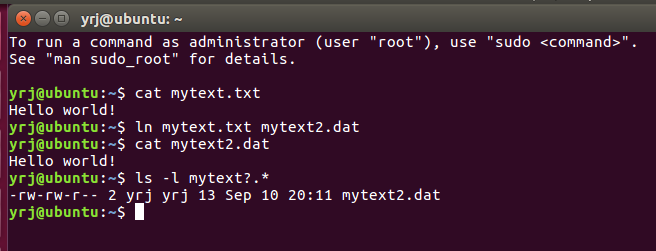 yrj@ubuntu: ~
To run a command as administrator (user "root"), use "sudo <command>".
See "man sudo_root" for details.
yrj@ubuntu:~$ cat mytext.txt
Hello world!
yrj@ubuntu:~$ ln mytext.txt mytext2.dat
yrj@ubuntu:~$ cat mytext2.dat
Hello world!
yrj@ubuntu:~$ ls -l mytext?.*
-rw-rw-r-- 2 yrj yrj 13 Sep 10 20:11 mytext2.dat
yrj@ubuntu:~$